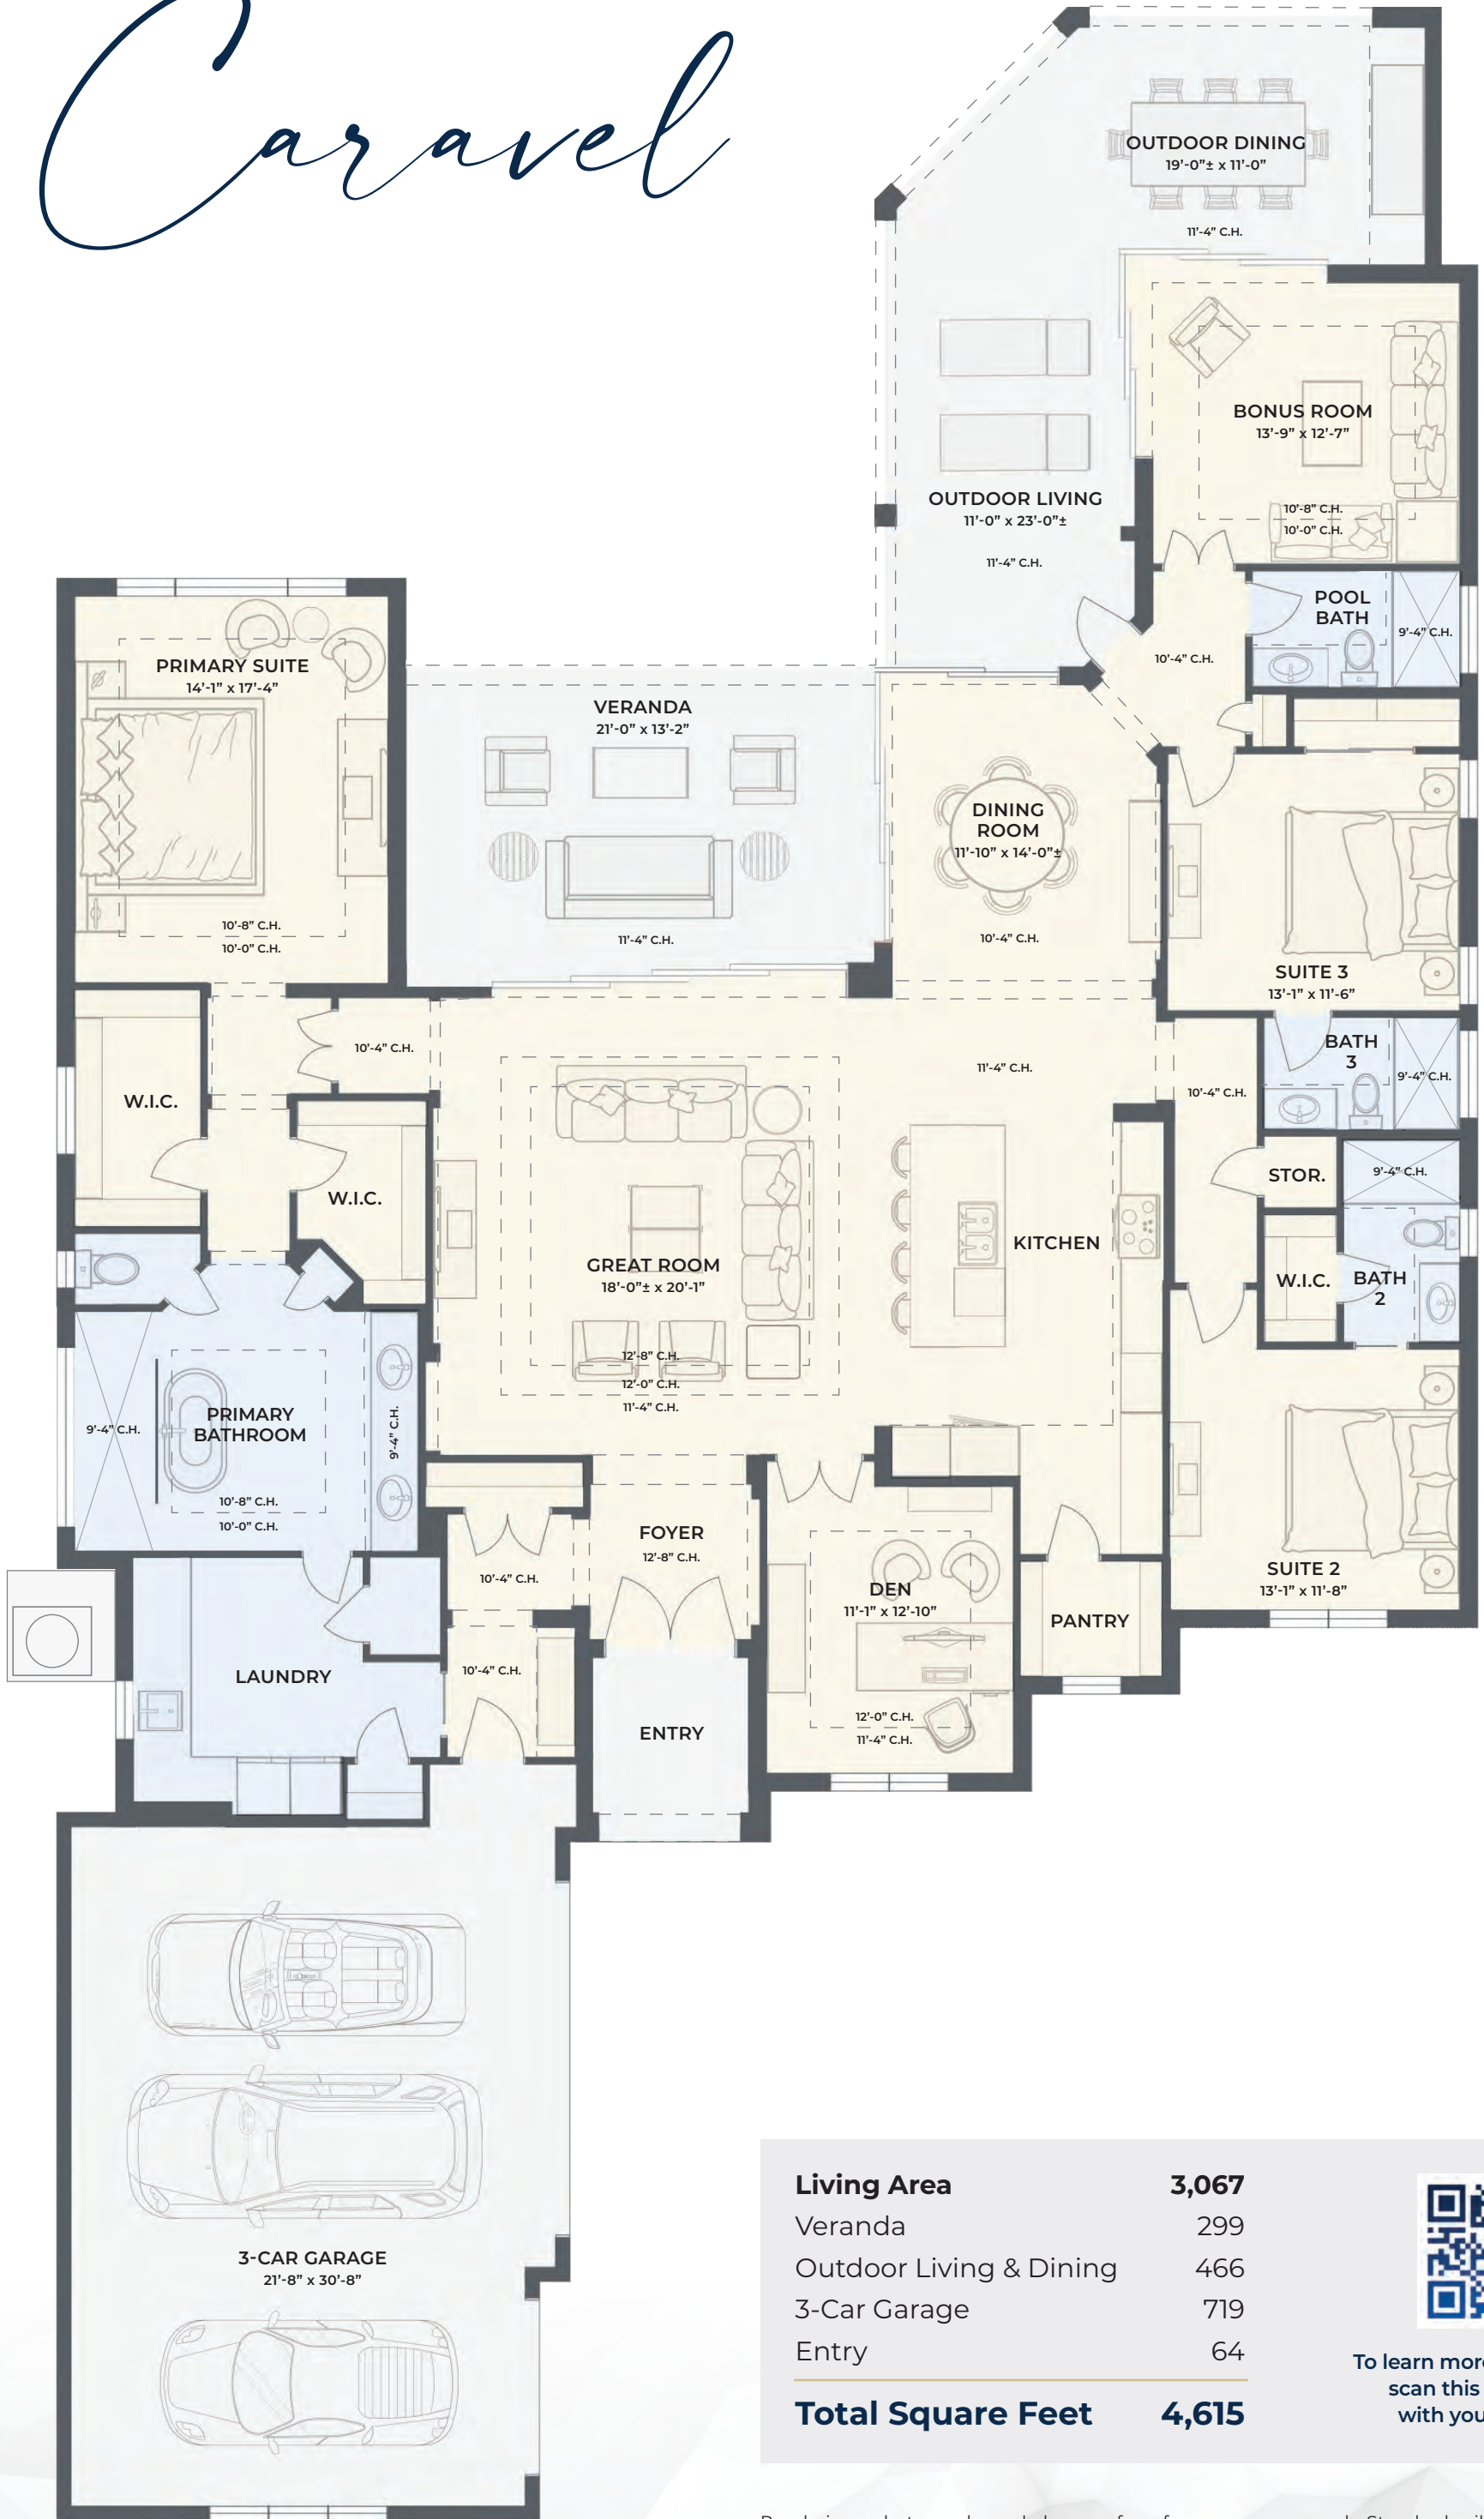 Caravel
OUTDOOR DINING
19'-0"± x 11'-0"
11'-4" C.H.
BONUS ROOM
13'-9" x 12'-7"
10'-8" C.H.
10'-0" C.H.
OUTDOOR LIVING
11'-0" x 23'-0"±
11'-4" C.H.
POOL
BATH
9'-4" C.H.
10'-4" C.H.
PRIMARY SUITE
14'-1" x 17'-4"
10'-8" C.H.
10'-0" C.H.
VERANDA
21'-0" x 13'-2"
11'-4" C.H.
DINING
ROOM
11'-10" x 14'-0"±
10'-4" C.H.
SUITE 3
13'-1" x 11'-6"
BATH
3
9'-4" C.H.
10'-4" C.H.
11'-4" C.H.
10'-4" C.H.
W.I.C.
W.I.C.
STOR.
9'-4" C.H.
W.I.C.
BATH
2
KITCHEN
GREAT ROOM
18'-0"± x 20'-1"
12'-8" C.H.
12'-0" C.H.
11'-4" C.H.
PRIMARY
BATHROOM
9'-4" C.H.
9'-4" C.H.
10'-8" C.H.
10'-0" C.H.
FOYER
12'-8" C.H.
10'-4" C.H.
10'-4" C.H.
DEN
11'-1" x 12'-10"
12'-0" C.H.
11'-4" C.H.
SUITE 2
13'-1" x 11'-8"
PANTRY
LAUNDRY
ENTRY
3-CAR GARAGE
21'-8" x 30'-8"
Living Area 3,067
Veranda 299
Outdoor Living & Dining 466
3-Car Garage 719
Entry 64
Total Square Feet 4,615
To learn more
scan this
with you